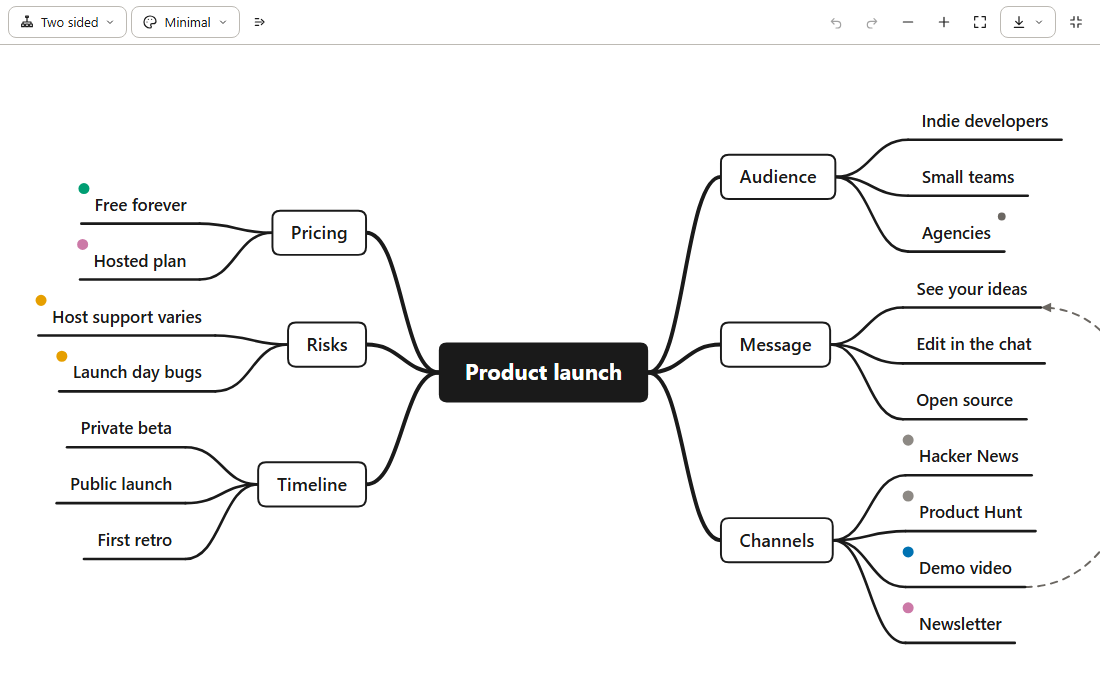 Two sided
Minimal
Product launch
Audience
Indie developers
Small teams
Agencies
Message
See your ideas
Edit in the chat
Open source
Channels
Hacker News
Product Hunt
Demo video
Newsletter
Pricing
Free forever
Hosted plan
Risks
Host support varies
Launch day bugs
Timeline
Private beta
Public launch
First retro